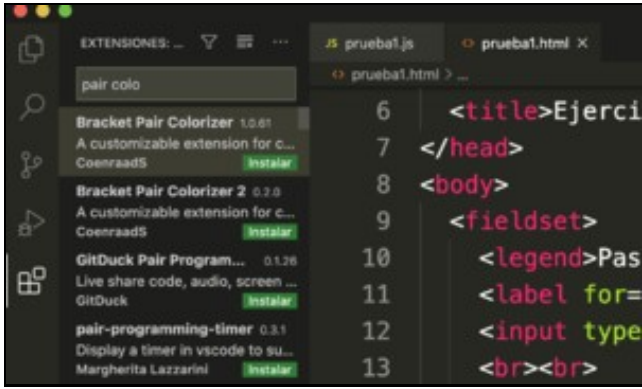 EXTENSIONES: ...
pair colo
Bracket Pair Colorizer 1.0.61
A customizable extension for c...
CoenraadS Instalar
Bracket Pair Colorizer 2 0.2.0
A customizable extension for c...
CoenraadS Instalar
GitDuck Pair Program... 0.1.26
Live share code, audio, screen ...
GitDuck Instalar
pair-programming-timer 0.3.1
Display a timer in vscode to su...
Margherita Lazzarini Instalar
JS prueba1.js <> prueba1.html ×
<> prueba1.html > ...
6 <title>Ejerci
7 </head>
8 <body>
9 <fieldset>
10 <legend>Pas
11 <label for=
12 <input type
13 <br><br>